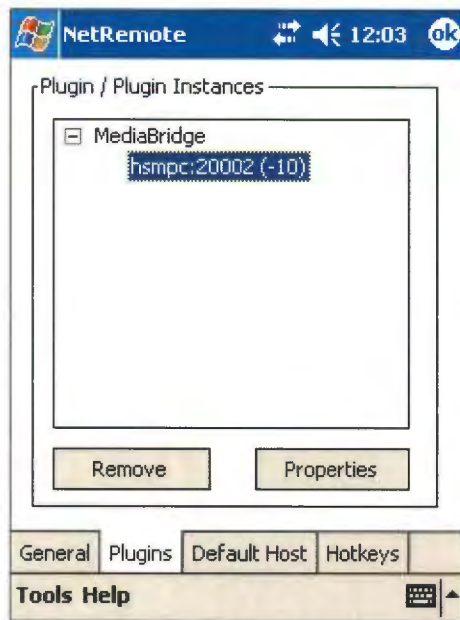 NetRemote 12:03 ok
Plugin / Plugin Instances
MediaBridge
hsmpc:20002 (-10)
Remove Properties
General Plugins Default Host Hotkeys
Tools Help